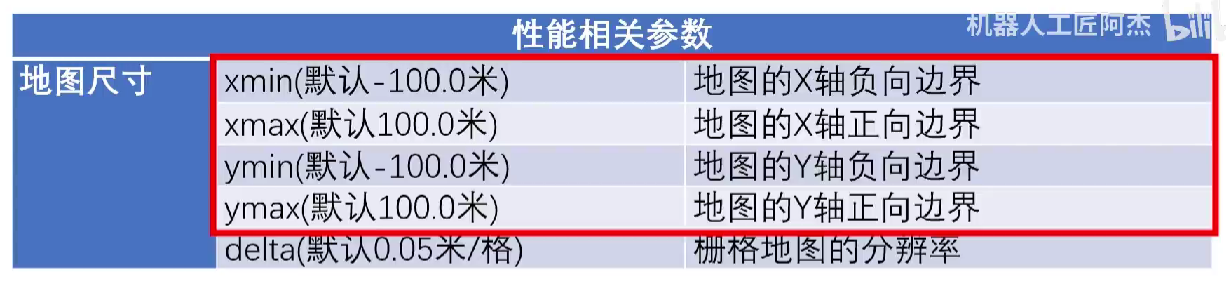 机器人工匠阿杰 bili
性能相关参数
地图尺寸 xmin(默认-100.0米) 地图的X轴负向边界
xmax(默认100.0米) 地图的X轴正向边界
ymin(默认-100.0米) 地图的Y轴负向边界
ymax(默认100.0米) 地图的Y轴正向边界
delta(默认0.05米/格) 栅格地图的分辨率